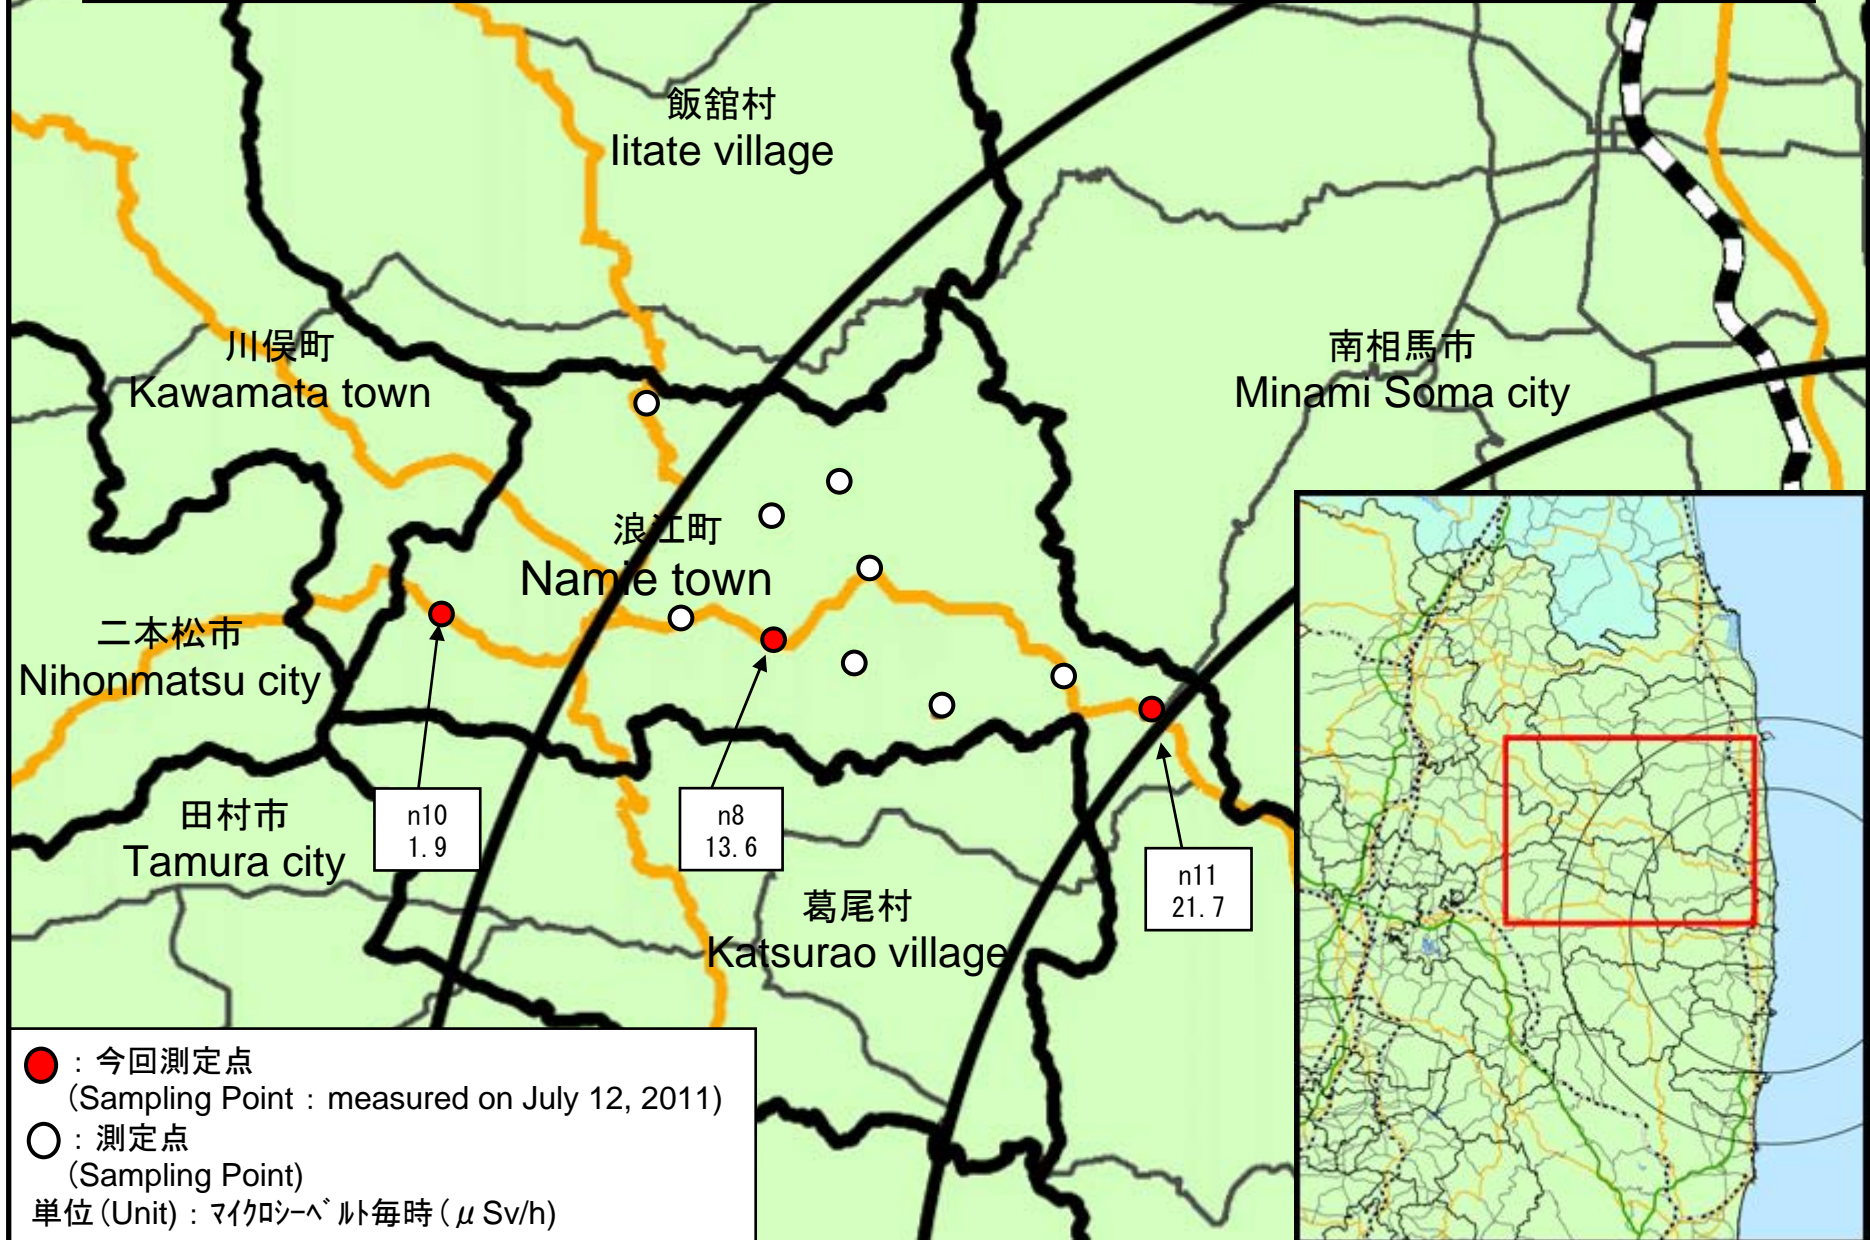 飯舘村
Iitate village
川俣町
Kawamata town
南相馬市
Minami Soma city
浪江町
Namie town
二本松市
Nihonmatsu city
田村市
Tamura city
n10
1.9
n8
13.6
n11
21.7
葛尾村
Katsurao village
：今回測定点
(Sampling Point：measured on July 12, 2011)
：測定点
(Sampling Point)
単位(Unit)：ﾏｲｸﾛｼｰﾍﾞﾙﾄ毎時(μSv/h)